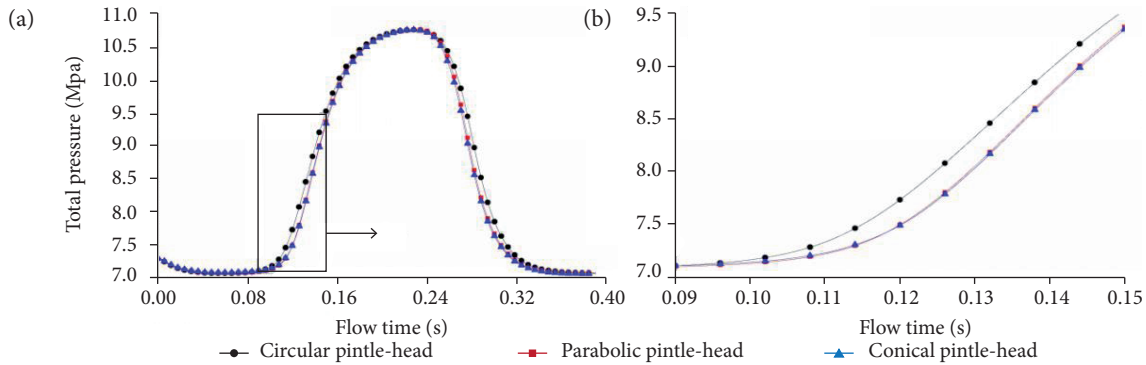 (a)
Total pressure (Mpa)
11.0
10.5
10.0
9.5
9.0
8.5
8.0
7.5
7.0
0.00 0.08 0.16 0.24 0.32 0.40
Flow time (s)
(b)
9.5
9.0
8.5
8.0
7.5
7.0
0.09 0.10 0.11 0.12 0.13 0.14 0.15
Flow time (s)
Circular pintle-head Parabolic pintle-head Conical pintle-head